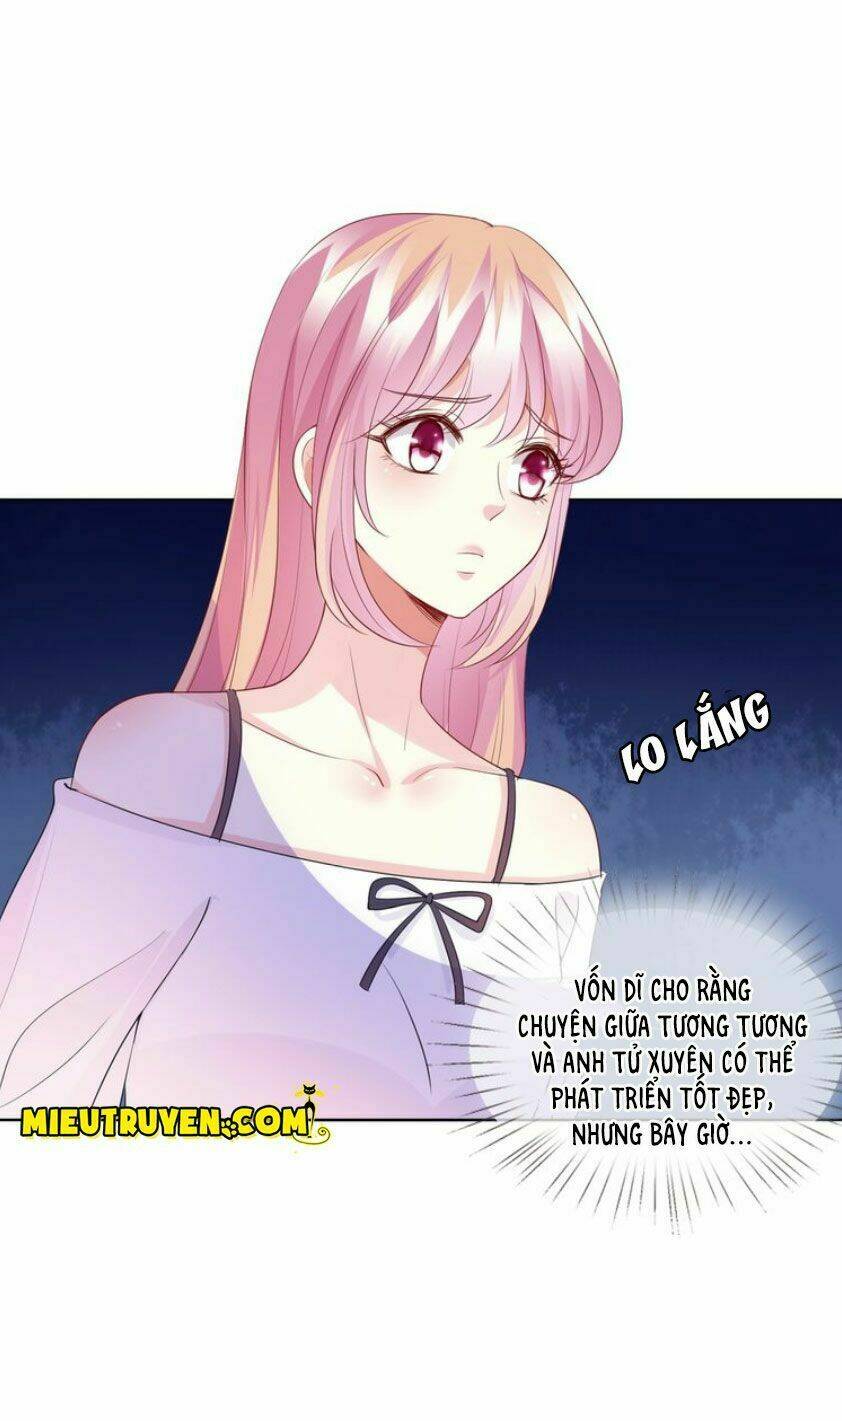 LO LẮNG
VỐN DĨ CHO RẰNG
CHUYỆN GIỮA TƯƠNG TƯƠNG
VÀ ANH TỬ XUYÊN CÓ THỂ
PHÁT TRIỂN TỐT ĐẸP,
NHƯNG BÂY GIỜ...
MIEUTRUYEN.COM